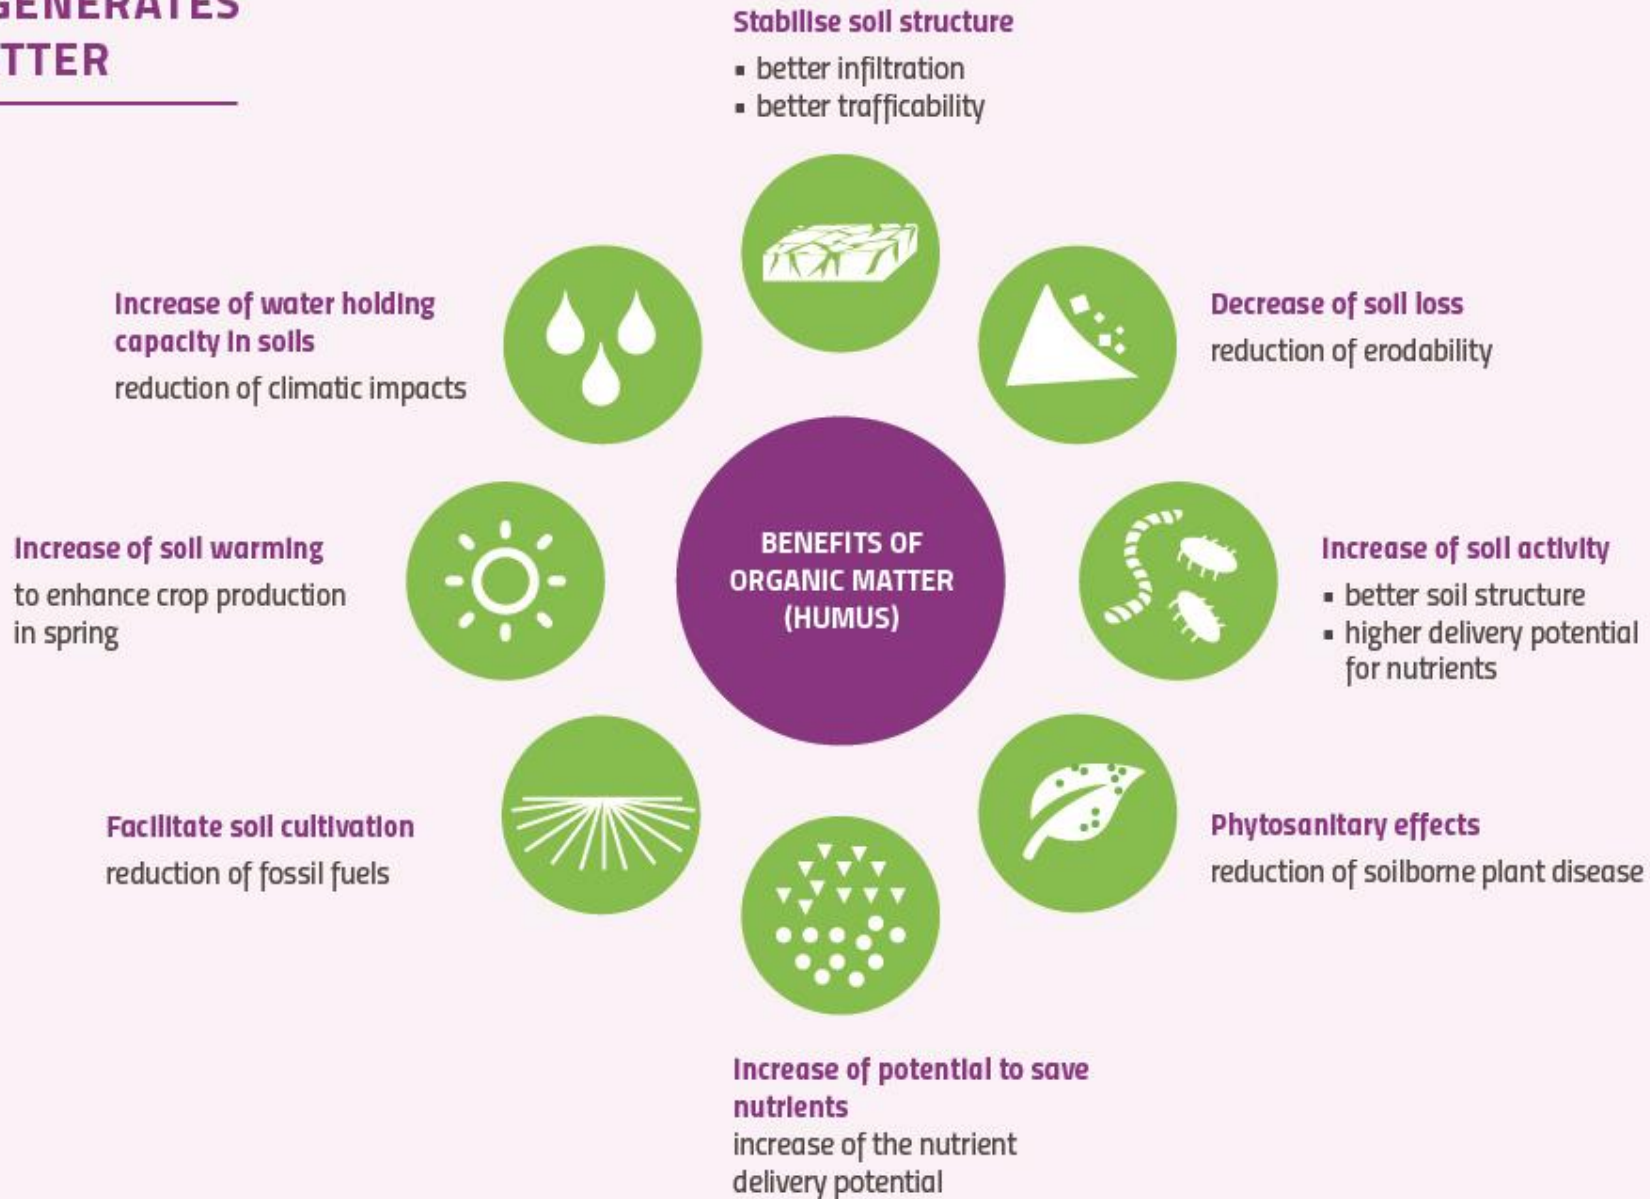 GENERATES
TTER
Stabilise soil structure
▪ better infiltration
▪ better trafficability
Decrease of soil loss
reduction of erodability
Increase of soil activity
▪ better soil structure
▪ higher delivery potential
for nutrients
Phytosanitary effects
reduction of soilborne plant disease
Increase of potential to save
nutrients
increase of the nutrient
delivery potential
Facilitate soil cultivation
reduction of fossil fuels
Increase of soil warming
to enhance crop production
in spring
Increase of water holding
capacity in soils
reduction of climatic impacts
BENEFITS OF
ORGANIC MATTER
(HUMUS)